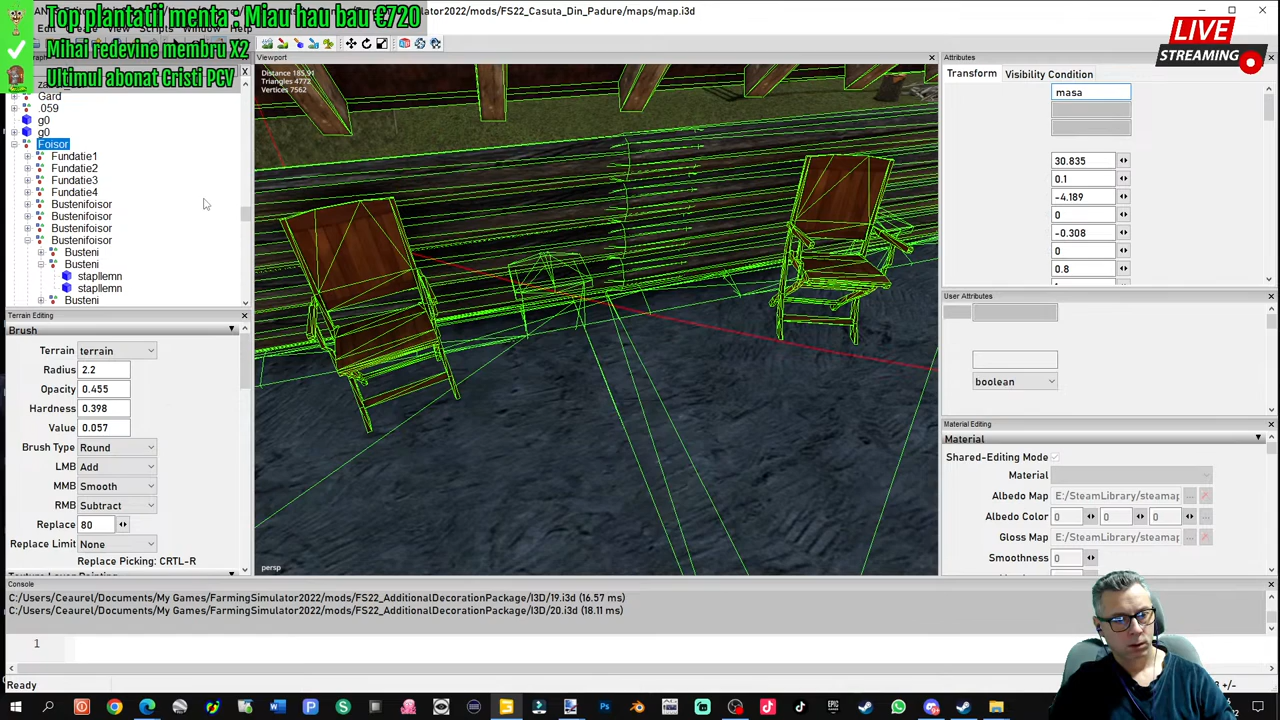 Top plantatii menta : Miau hau bau €720
ulator2022/mods/FS22_Casuta_Din_Padure/maps/map.i3d
Mihai redevine membru X2
Ultimul abonat Cristi PCV
LIVE
STREAMING
Viewport
Attributes
Distance 185.91
Triangles 4772
Vertices 7562
Transform
Visibility Condition
masa
Gard
.059
g0
g0
Foisor
Fundatie1
Fundatie2
Fundatie3
Fundatie4
Bustenifoisor
Bustenifoisor
Bustenifoisor
Bustenifoisor
Busteni
Busteni
stapllemn
stapllemn
Busteni
30.835
0.1
-4.189
0
-0.308
0
0.8
User Attributes
boolean
Terrain Editing
Brush
Terrain terrain
Radius 2.2
Opacity 0.455
Hardness 0.398
Value 0.057
Brush Type Round
LMB Add
MMB Smooth
RMB Subtract
Replace 80
Replace Limit None
Replace Picking: CRTL-R
persp
Material Editing
Material
Shared-Editing Mode
Material
Albedo Map E:/SteamLibrary/steamap ...
Albedo Color 0 0 0 ...
Gloss Map E:/SteamLibrary/steamap ...
Smoothness 0
Console
C:/Users/Ceaurel/Documents/My Games/FarmingSimulator2022/mods/FS22_AdditionalDecorationPackage/I3D/19.i3d (16.57 ms)
C:/Users/Ceaurel/Documents/My Games/FarmingSimulator2022/mods/FS22_AdditionalDecorationPackage/I3D/20.i3d (18.11 ms)
1
Ready